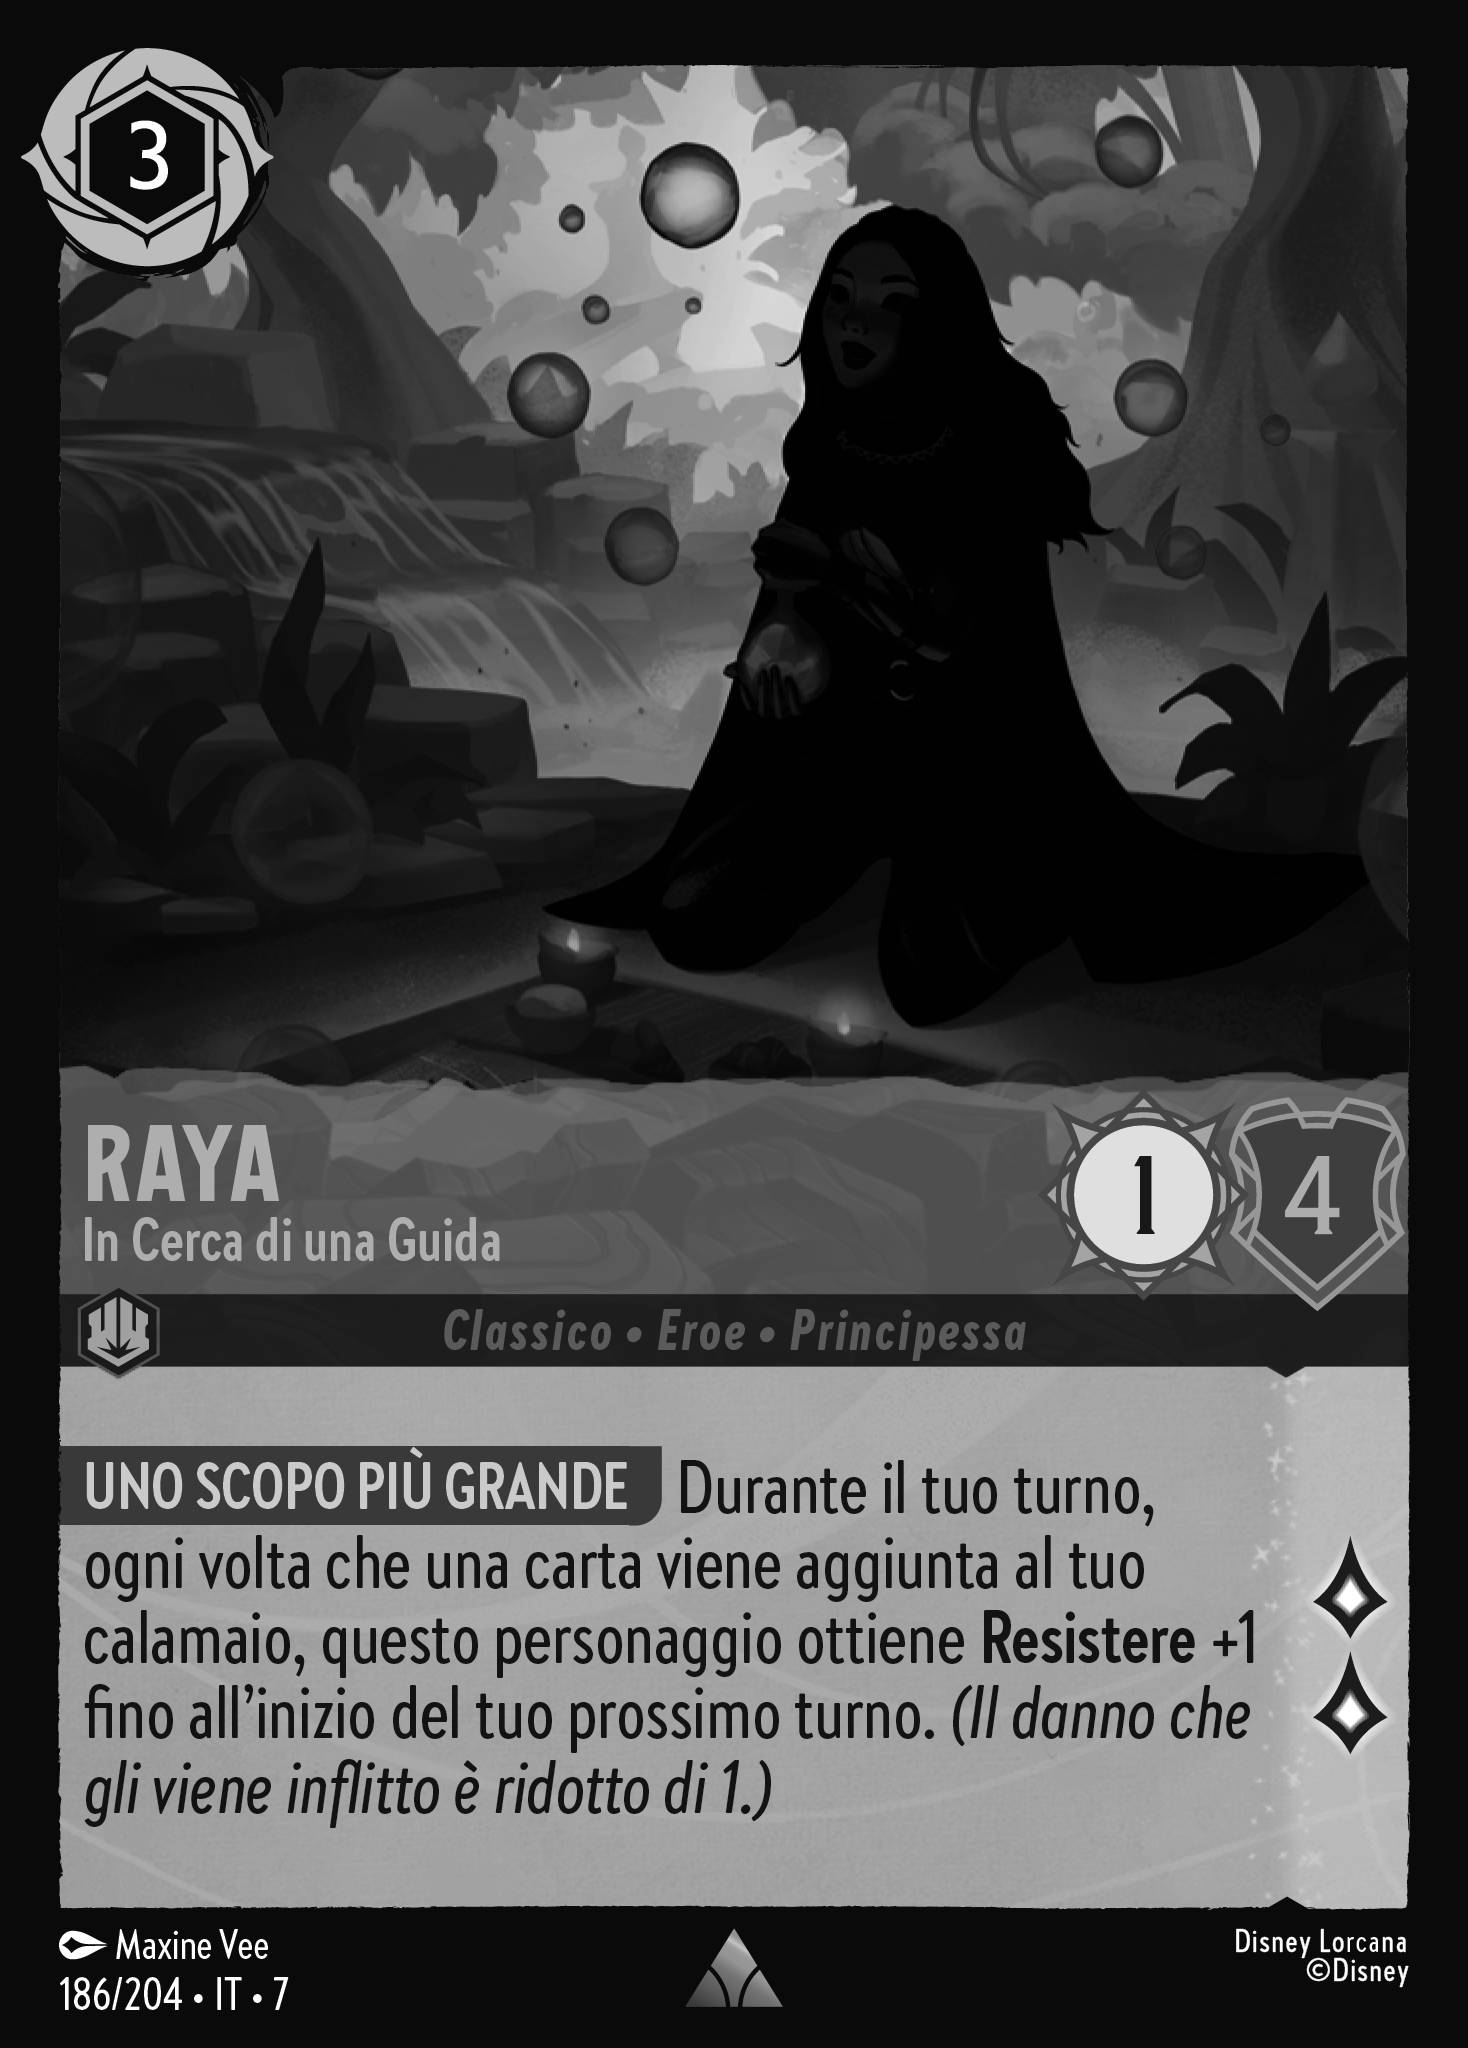 3
RAYA
In Cerca di una Guida
1 4
Classico • Eroe • Principessa
UNO SCOPO PIÙ GRANDE Durante il tuo turno,
ogni volta che una carta viene aggiunta al tuo
calamaio, questo personaggio ottiene Resistere +1
fino all’inizio del tuo prossimo turno. (Il danno che
gli viene inflitto è ridotto di 1.)
Maxine Vee
186/204 • IT • 7
Disney Lorcana
©Disney